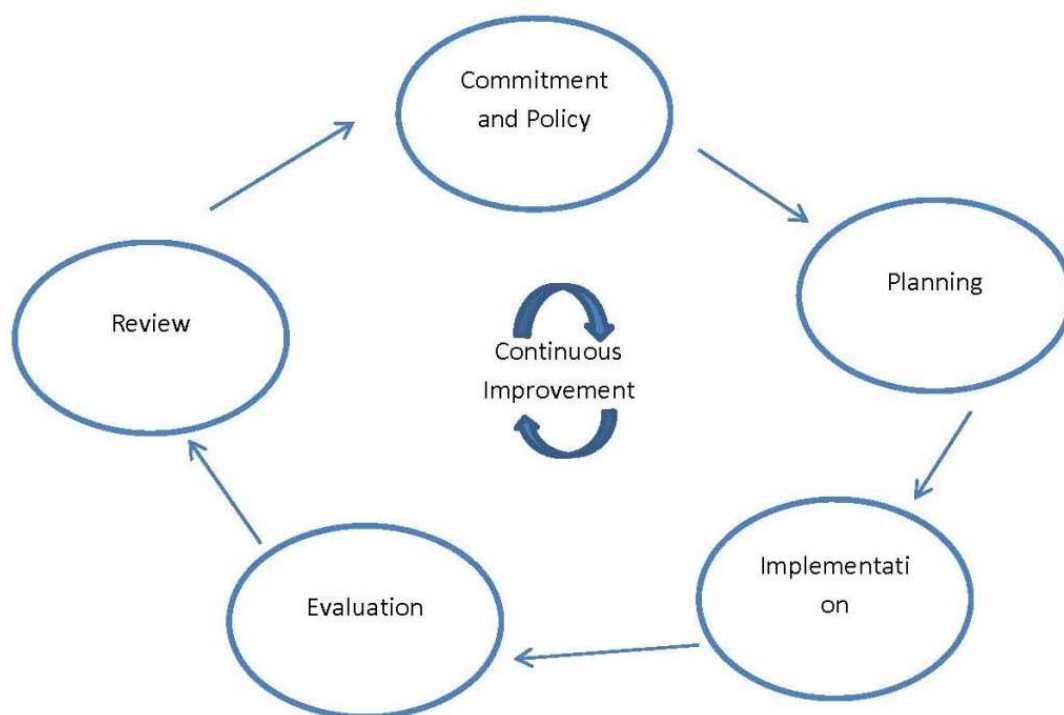 Commitment
and Policy
Planning
Implementati
on
Evaluation
Review
Continuous
Improvement